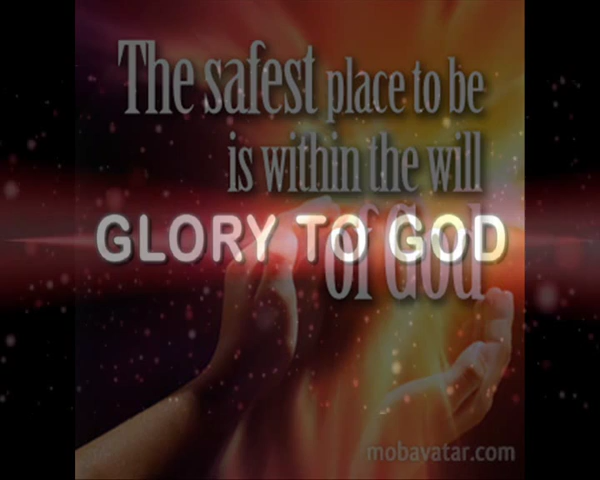 The safest place to be
is within the will
of God
GLORY TO GOD
mobavatar.com